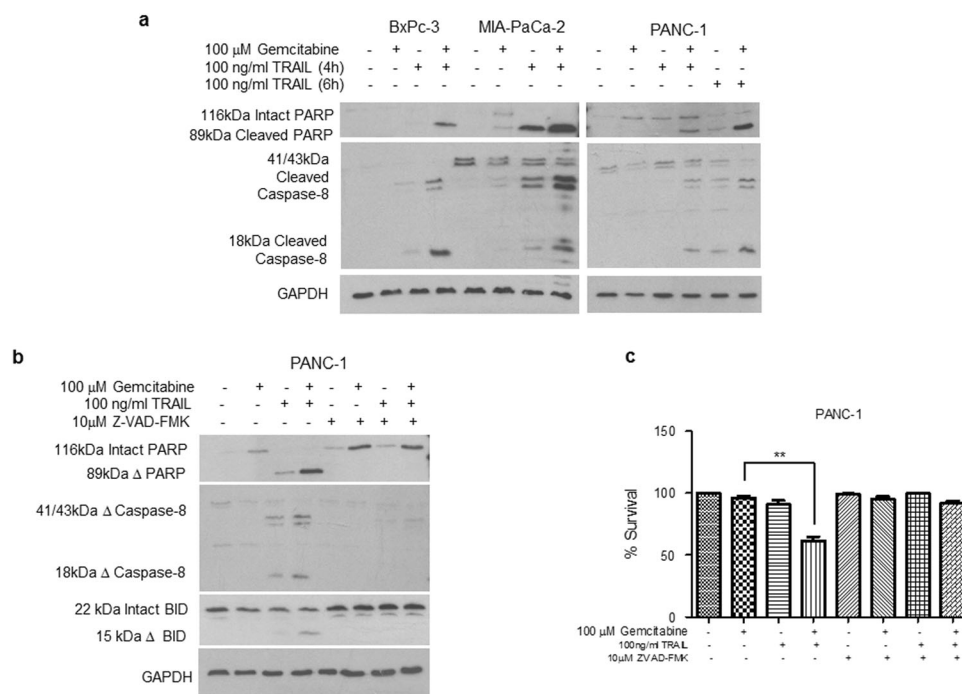 a
BxPc-3 MIA-PaCa-2 PANC-1
100 μM Gemcitabine - + - + - + - + - + - + - +
100 ng/ml TRAIL (4h) - - + + - - + + - - + + - -
100 ng/ml TRAIL (6h) - - - - - - - - - - - - + +
116kDa Intact PARP
89kDa Cleaved PARP
41/43kDa
Cleaved
Caspase-8
18kDa Cleaved
Caspase-8
GAPDH
b
PANC-1
100 μM Gemcitabine - + - + - + - +
100 ng/ml TRAIL - - + + - - + +
10μM Z-VAD-FMK - - - - + + + +
116kDa Intact PARP
89kDa Δ PARP
41/43kDa Δ Caspase-8
18kDa Δ Caspase-8
22 kDa Intact BID
15 kDa Δ BID
GAPDH
c
PANC-1
150
**
100
% Survival
50
0
100 μM Gemcitabine - + - + - + - +
100ng/ml TRAIL - - + + - - + +
10μM ZVAD-FMK - - - - + + + +